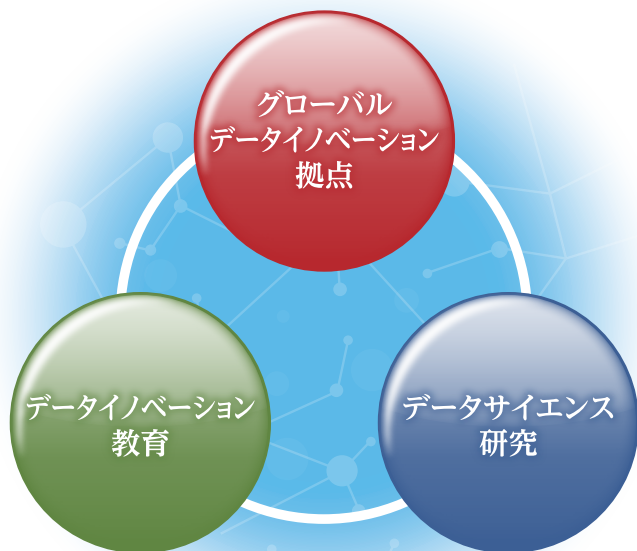 グローバル
データイノベーション
拠点
データイノベーション
教育
データサイエンス
研究